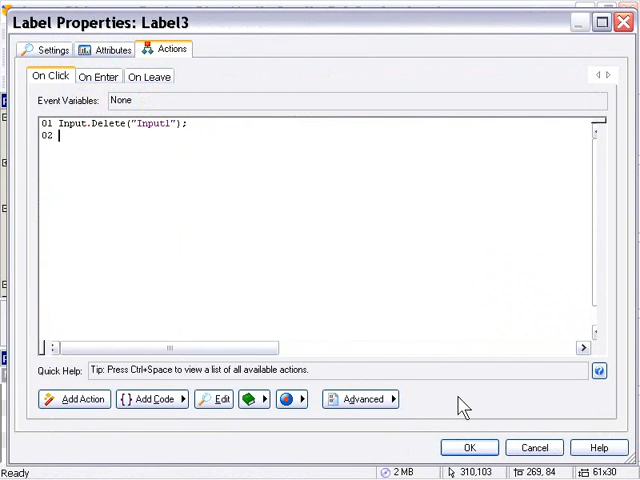 Label Properties: Label3
Settings Attributes Actions
On Click On Enter On Leave
Event Variables: None
01 Input.Delete("Input1");
02
Quick Help: Tip: Press Ctrl+Space to view a list of all available actions.
Add Action { } Add Code Edit Advanced
OK Cancel Help
Ready 2 MB 310,103 269, 84 61x30